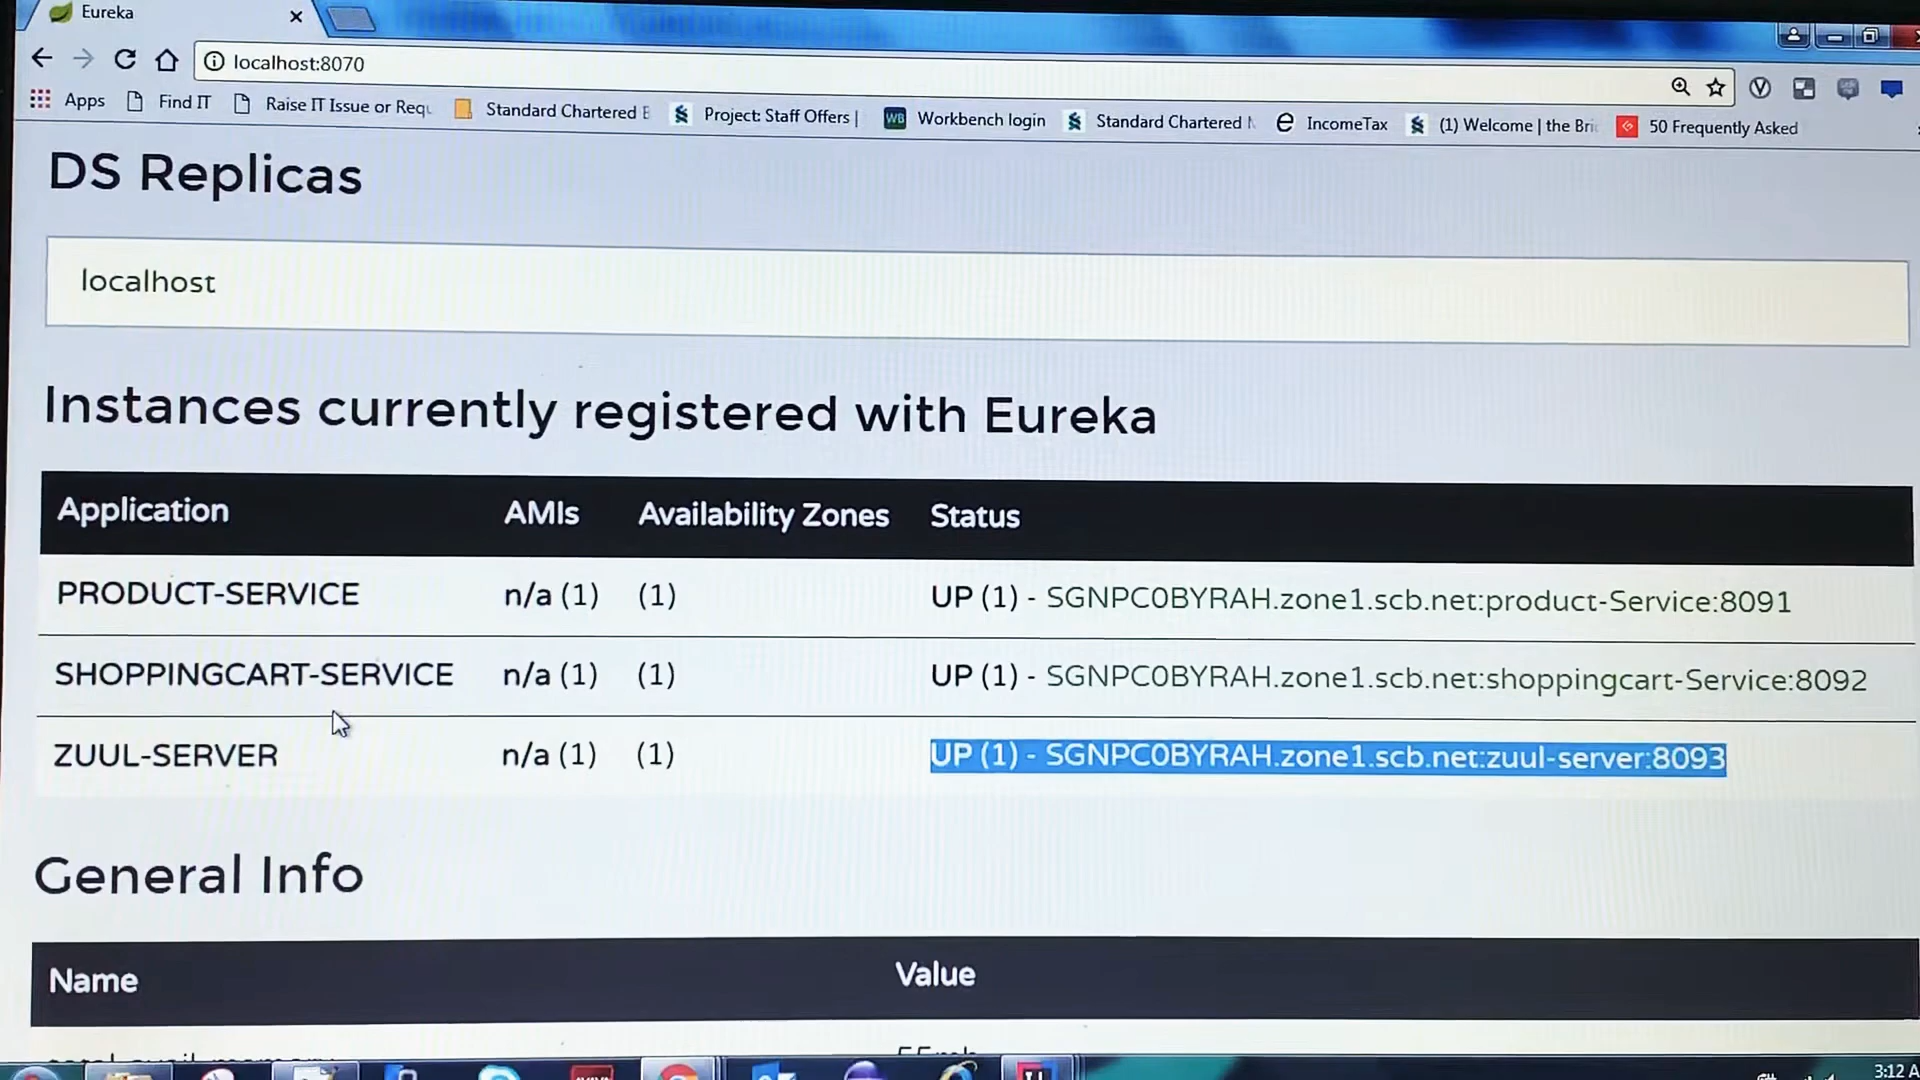 Eureka
localhost:8070
Apps Find IT Raise IT Issue or Requ Standard Chartered Project: Staff Offers | Workbench login Standard Chartered IncomeTax (1) Welcome | the Bri 50 Frequently Asked
DS Replicas
localhost
Instances currently registered with Eureka
Application AMIs Availability Zones Status
PRODUCT-SERVICE n/a (1) (1) UP (1) - SGNPC0BYRAH.zone1.scb.net:product-Service:8091
SHOPPINGCART-SERVICE n/a (1) (1) UP (1) - SGNPC0BYRAH.zone1.scb.net:shoppingcart-Service:8092
ZUUL-SERVER n/a (1) (1) UP (1) - SGNPC0BYRAH.zone1.scb.net:zuul-server:8093
General Info
Name Value
3:12 A